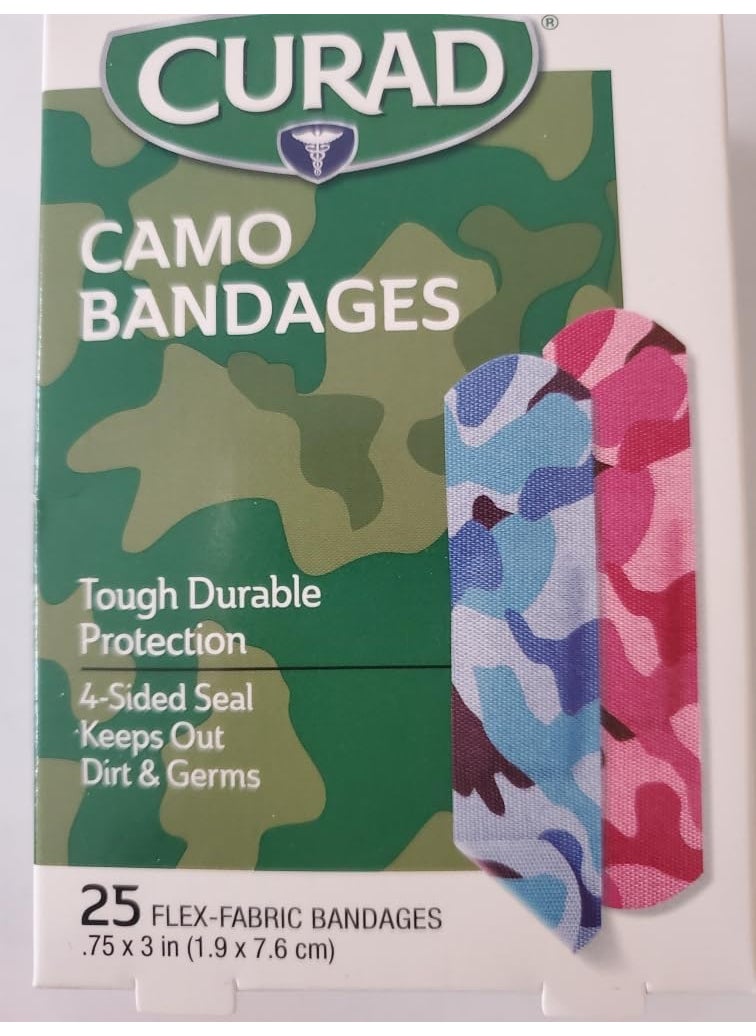 CURAD®
CAMO
BANDAGES
Tough Durable
Protection
4-Sided Seal
Keeps Out
Dirt & Germs
25 FLEX-FABRIC BANDAGES
.75 x 3 in (1.9 x 7.6 cm)